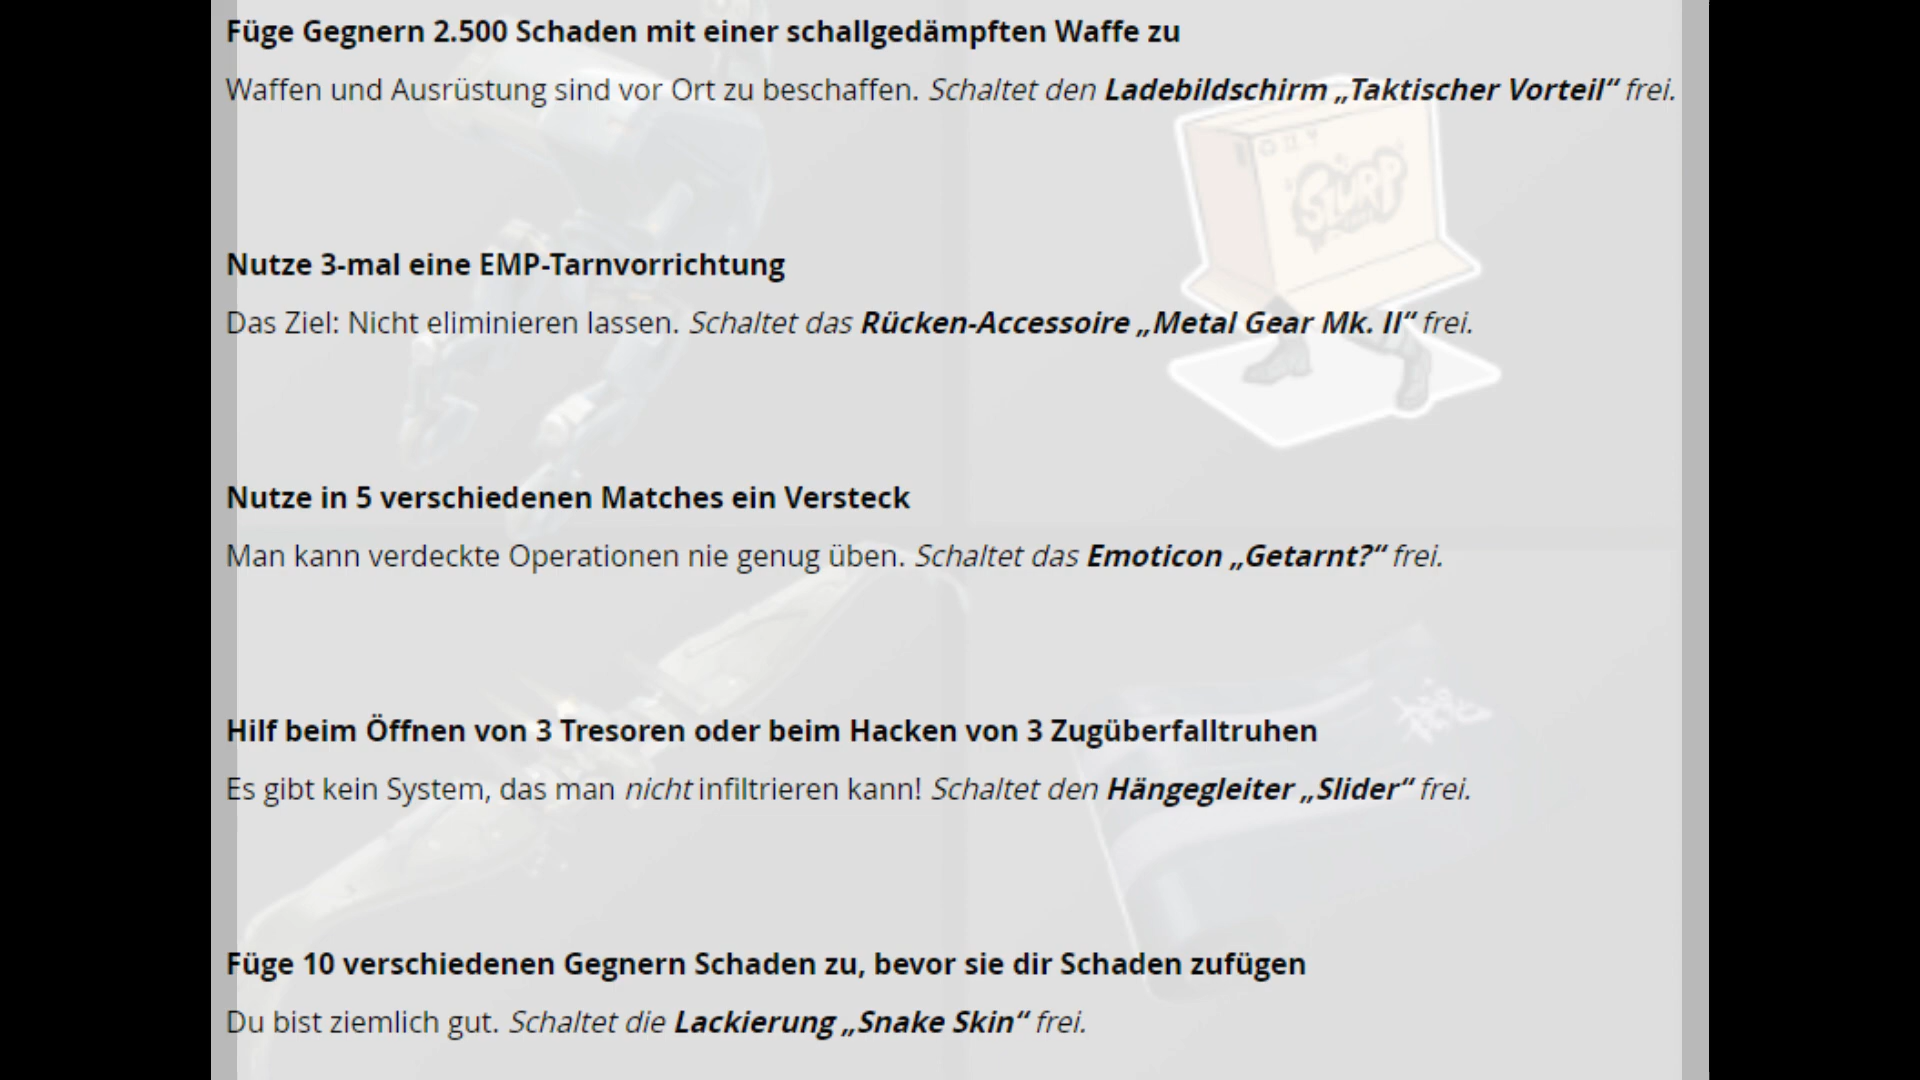 Füge Gegnern 2.500 Schaden mit einer schallgedämpften Waffe zu
Waffen und Ausrüstung sind vor Ort zu beschaffen. Schaltet den Ladebildschirm „Taktischer Vorteil“ frei.
SLURP
Nutze 3-mal eine EMP-Tarnvorrichtung
Das Ziel: Nicht eliminieren lassen. Schaltet das Rücken-Accessoire „Metal Gear Mk. II“ frei.
Nutze in 5 verschiedenen Matches ein Versteck
Man kann verdeckte Operationen nie genug üben. Schaltet das Emoticon „Getarnt?“ frei.
Hilf beim Öffnen von 3 Tresoren oder beim Hacken von 3 Zugüberfalltruhen
Es gibt kein System, das man nicht infiltrieren kann! Schaltet den Hängegleiter „Slider“ frei.
Füge 10 verschiedenen Gegnern Schaden zu, bevor sie dir Schaden zufügen
Du bist ziemlich gut. Schaltet die Lackierung „Snake Skin“ frei.